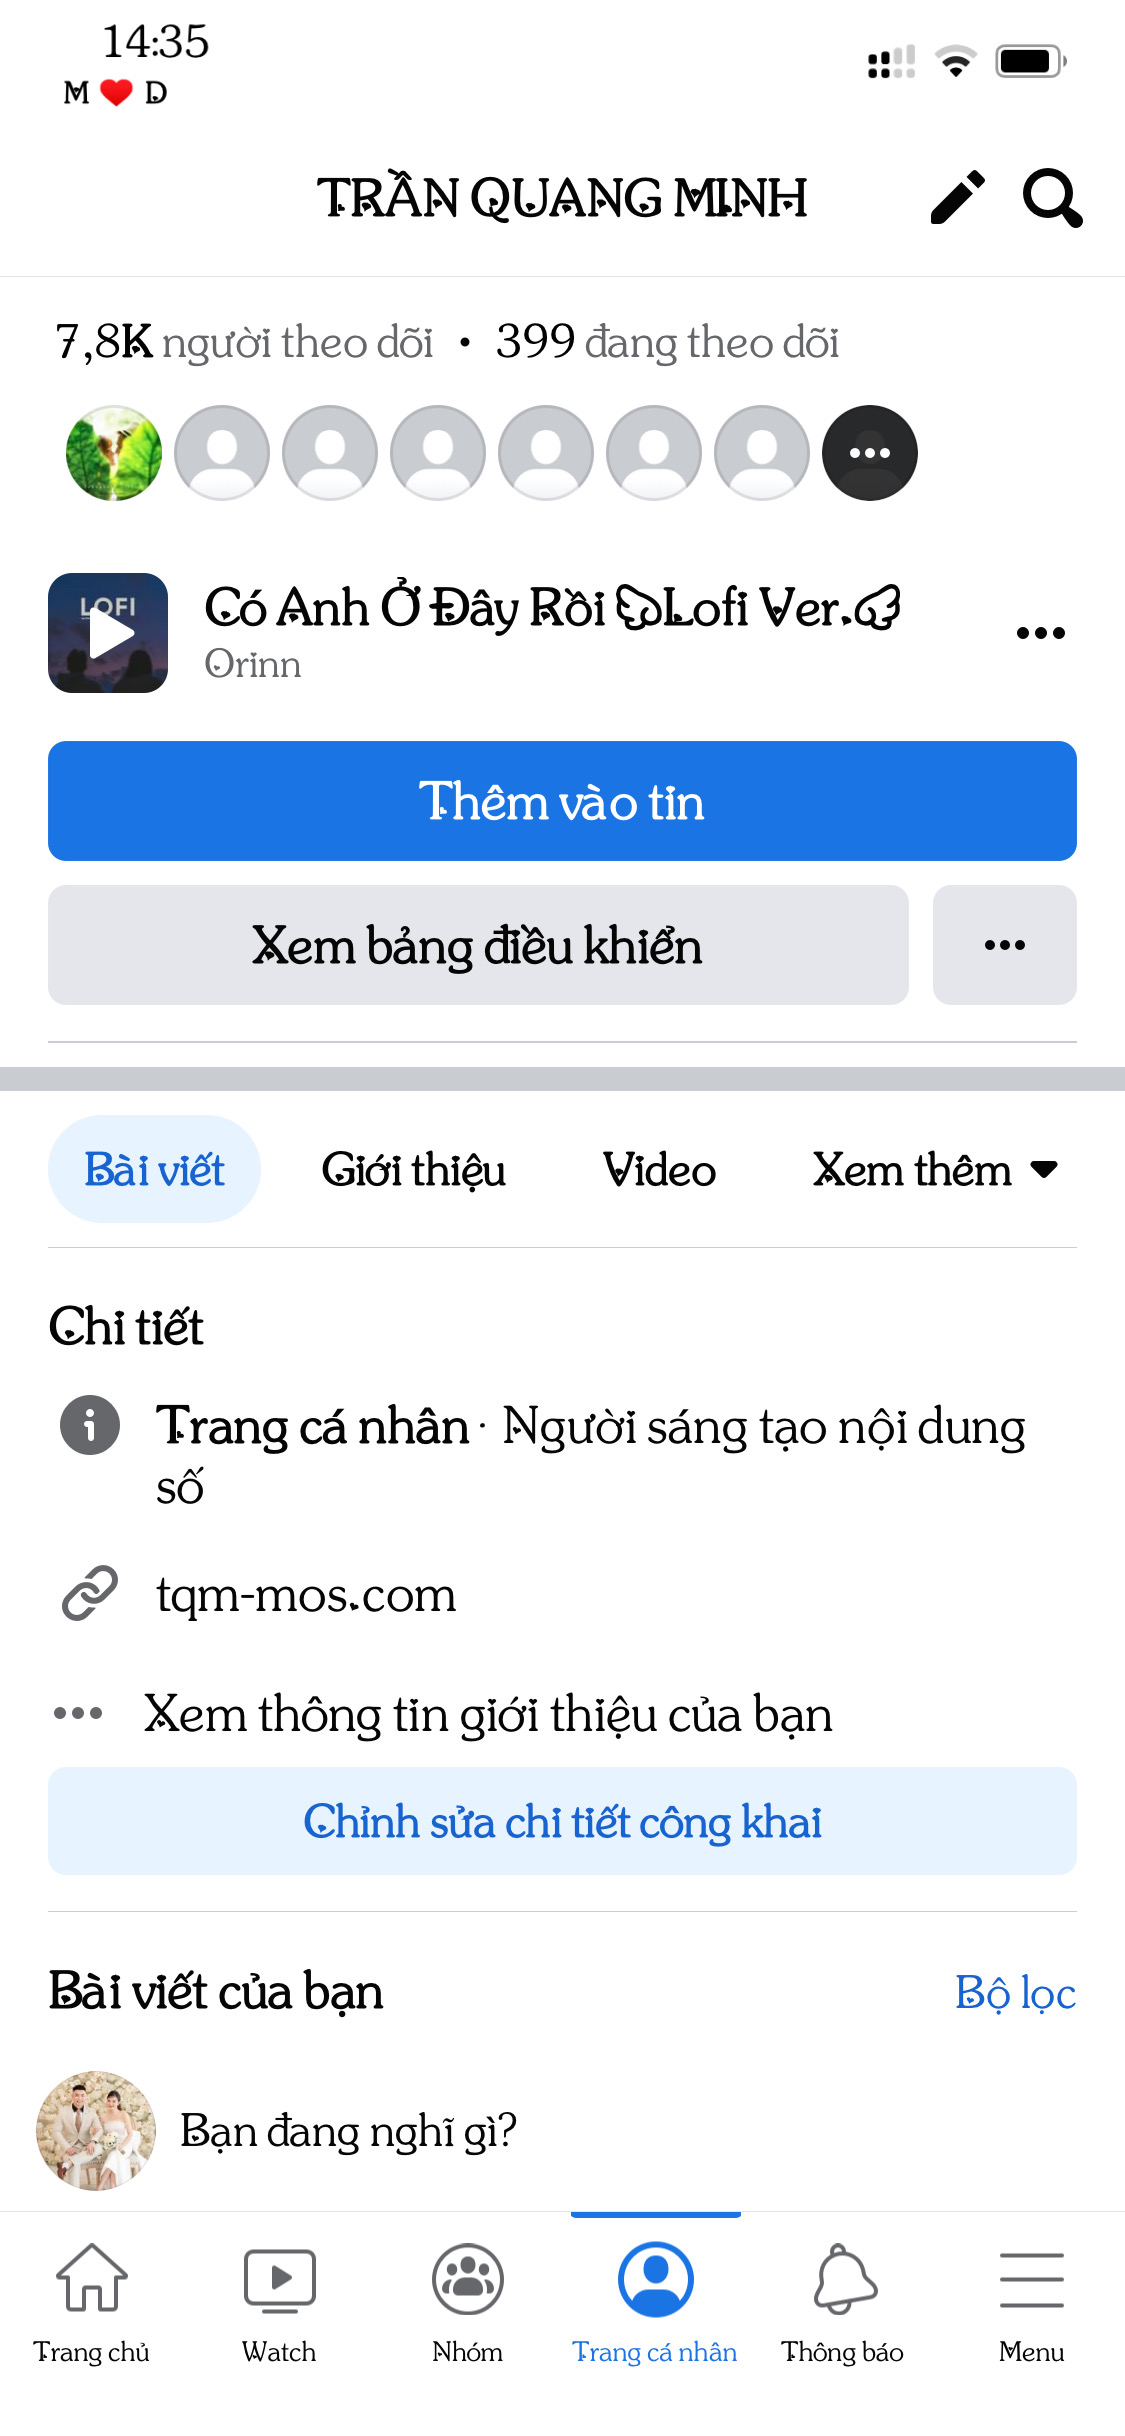 14:35
M ❤️ D
TRẦN QUANG MINH
7,8K người theo dõi • 399 đang theo dõi
LOFI
Có Anh Ở Đây Rồi Lofi Ver.
Orinn
Thêm vào tin
Xem bảng điều khiển
Bài viết Giới thiệu Video Xem thêm
Chi tiết
Trang cá nhân · Người sáng tạo nội dung
số
tqm-mos.com
Xem thông tin giới thiệu của bạn
Chỉnh sửa chi tiết công khai
Bài viết của bạn Bộ lọc
Bạn đang nghĩ gì?
Trang chủ Watch Nhóm Trang cá nhân Thông báo Menu